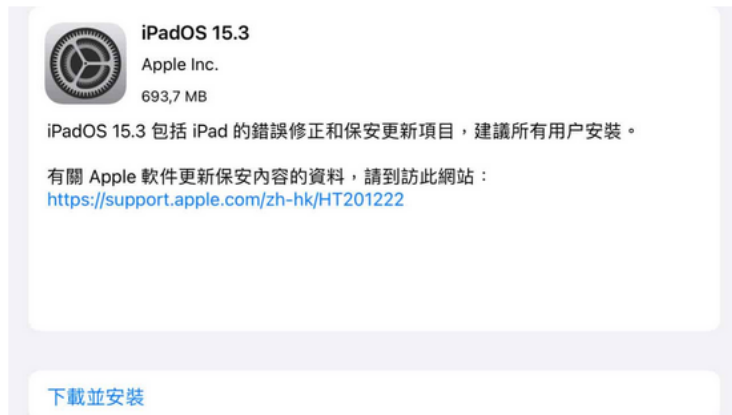 iPadOS 15.3
Apple Inc.
693,7 MB
iPadOS 15.3 包括 iPad 的錯誤修正和保安更新項目，建議所有用户安裝。
有關 Apple 軟件更新保安內容的資料，請到訪此網站：
https://support.apple.com/zh-hk/HT201222
下載並安裝